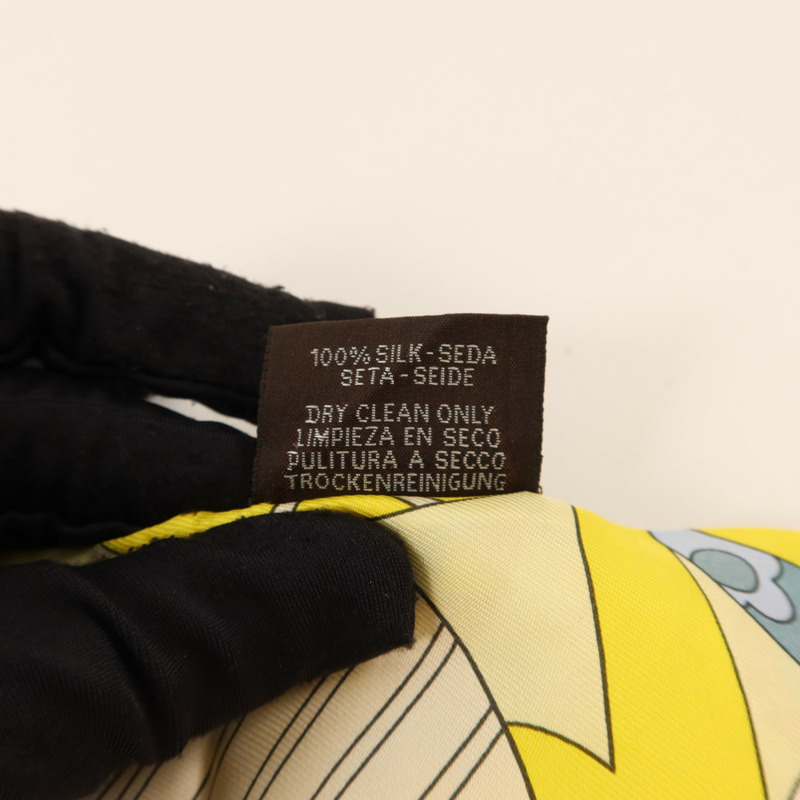 100% SILK-SEDA
SETA-SEIDE
DRY CLEAN ONLY
LIMPIEZA EN SECO
PULITURA A SECCO
TROCKENREINIGUNG